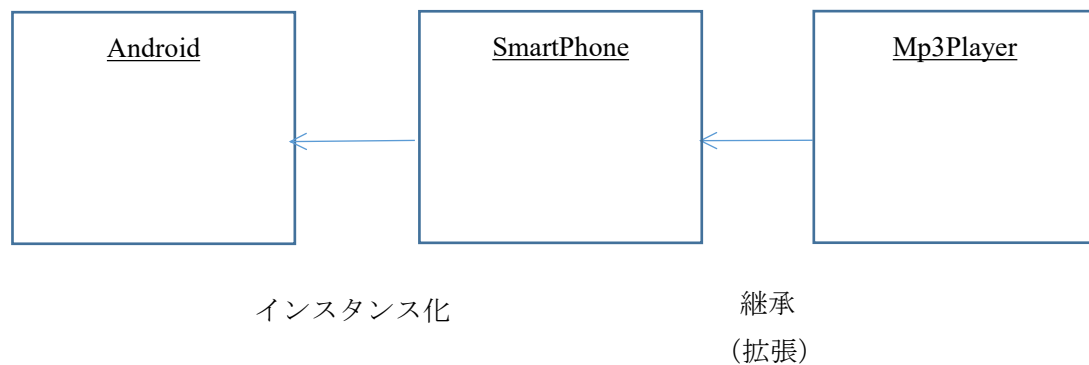 Android
SmartPhone
Mp3Player
インスタンス化
継承
（拡張）